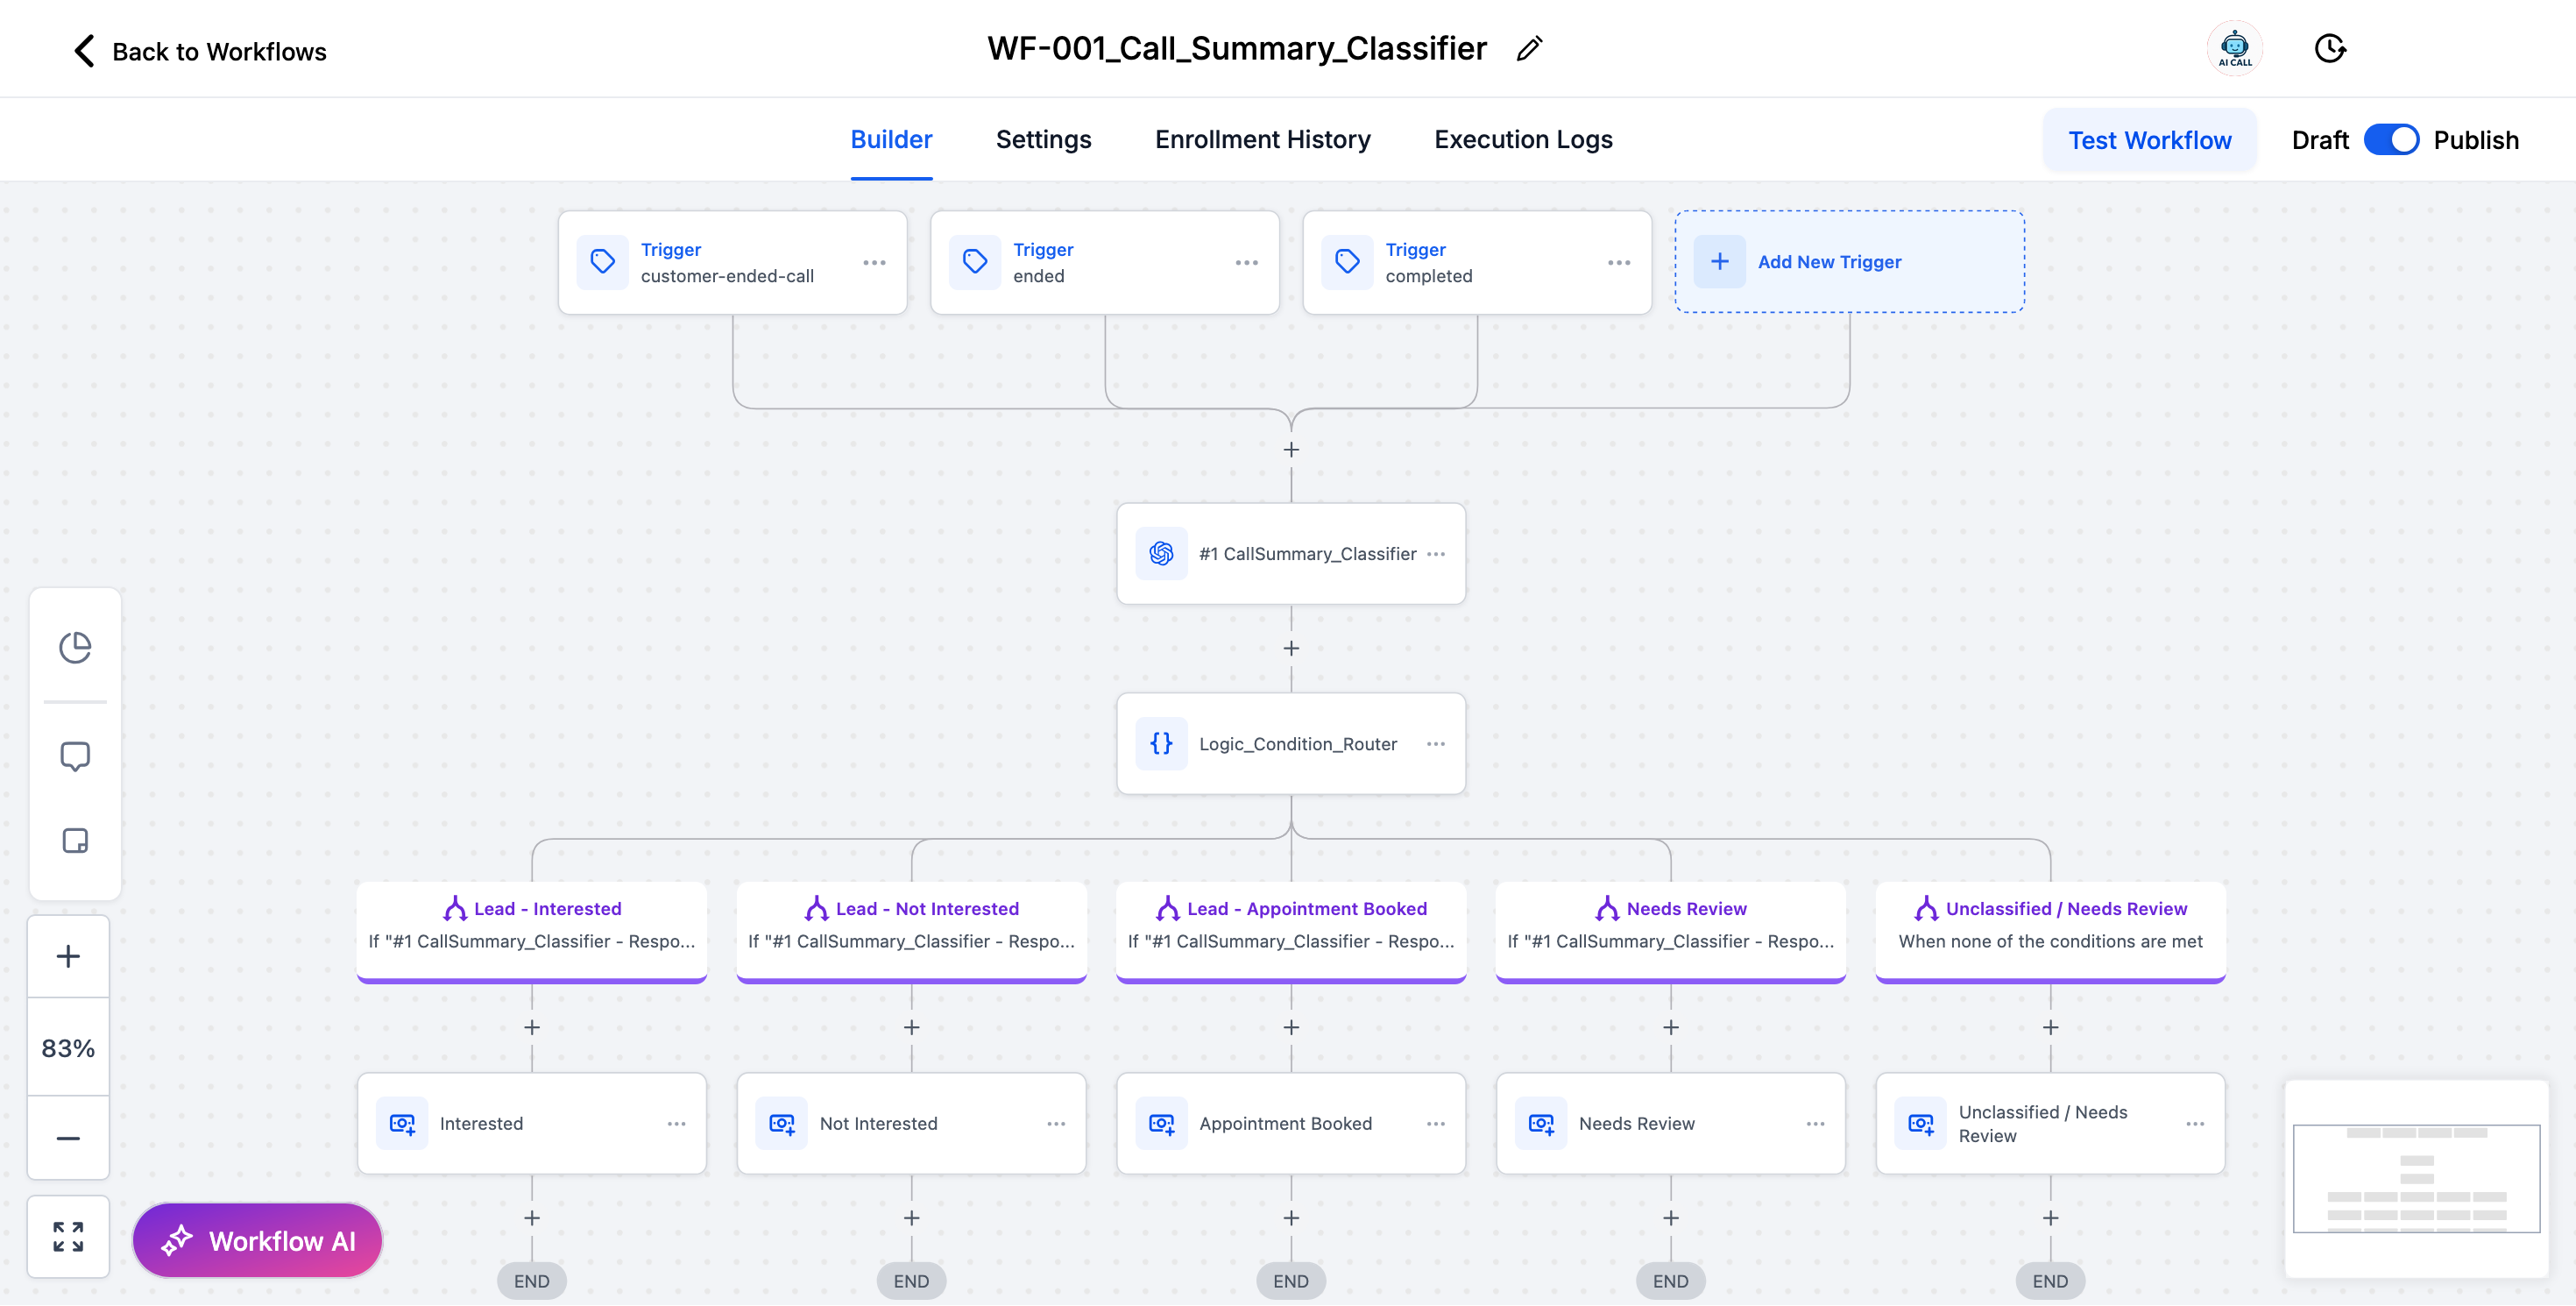 Back to Workflows
WF-001_Call_Summary_Classifier
AI CALL
Builder
Settings
Enrollment History
Execution Logs
Test Workflow
Draft
Publish
Trigger
customer-ended-call
Trigger
ended
Trigger
completed
Add New Trigger
#1 CallSummary_Classifier
Logic_Condition_Router
Lead - Interested
If "#1 CallSummary_Classifier - Respo...
Lead - Not Interested
If "#1 CallSummary_Classifier - Respo...
Lead - Appointment Booked
If "#1 CallSummary_Classifier - Respo...
Needs Review
If "#1 CallSummary_Classifier - Respo...
Unclassified / Needs Review
When none of the conditions are met
83%
Interested
Not Interested
Appointment Booked
Needs Review
Unclassified / Needs
Review
Workflow AI
END
END
END
END
END